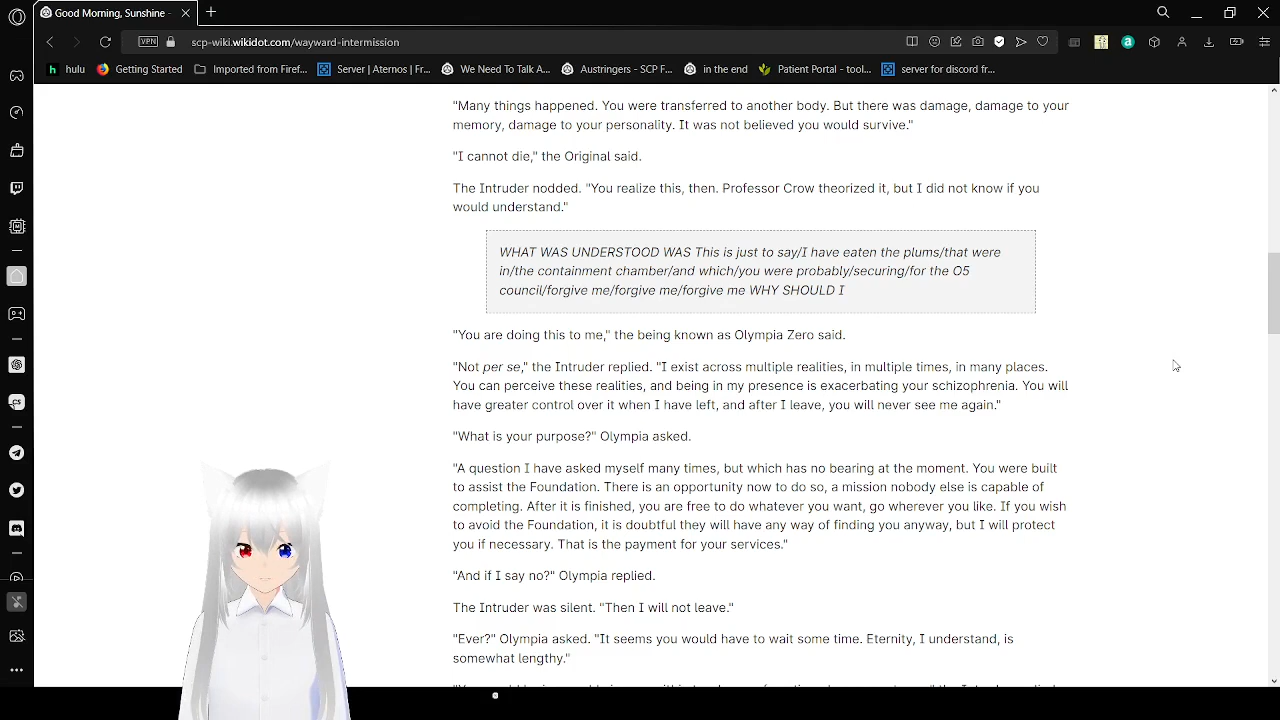 Good Morning, Sunshine -
VPN
scp-wiki.wikidot.com/wayward-intermission
hulu
Getting Started
Imported from Firef...
Server | Aternos | Fr...
We Need To Talk A...
Austringers - SCP F...
in the end
Patient Portal - tool...
server for discord fr...
"Many things happened. You were transferred to another body. But there was damage, damage to your
memory, damage to your personality. It was not believed you would survive."
"I cannot die," the Original said.
The Intruder nodded. "You realize this, then. Professor Crow theorized it, but I did not know if you
would understand."
WHAT WAS UNDERSTOOD WAS This is just to say/I have eaten the plums/that were
in/the containment chamber/and which/you were probably/securing/for the O5
council/forgive me/forgive me/forgive me WHY SHOULD I
"You are doing this to me," the being known as Olympia Zero said.
"Not per se," the Intruder replied. "I exist across multiple realities, in multiple times, in many places.
You can perceive these realities, and being in my presence is exacerbating your schizophrenia. You will
have greater control over it when I have left, and after I leave, you will never see me again."
"What is your purpose?" Olympia asked.
"A question I have asked myself many times, but which has no bearing at the moment. You were built
to assist the Foundation. There is an opportunity now to do so, a mission nobody else is capable of
completing. After it is finished, you are free to do whatever you want, go wherever you like. If you wish
to avoid the Foundation, it is doubtful they will have any way of finding you anyway, but I will protect
you if necessary. That is the payment for your services."
"And if I say no?" Olympia replied.
The Intruder was silent. "Then I will not leave."
"Ever?" Olympia asked. "It seems you would have to wait some time. Eternity, I understand, is
somewhat lengthy."